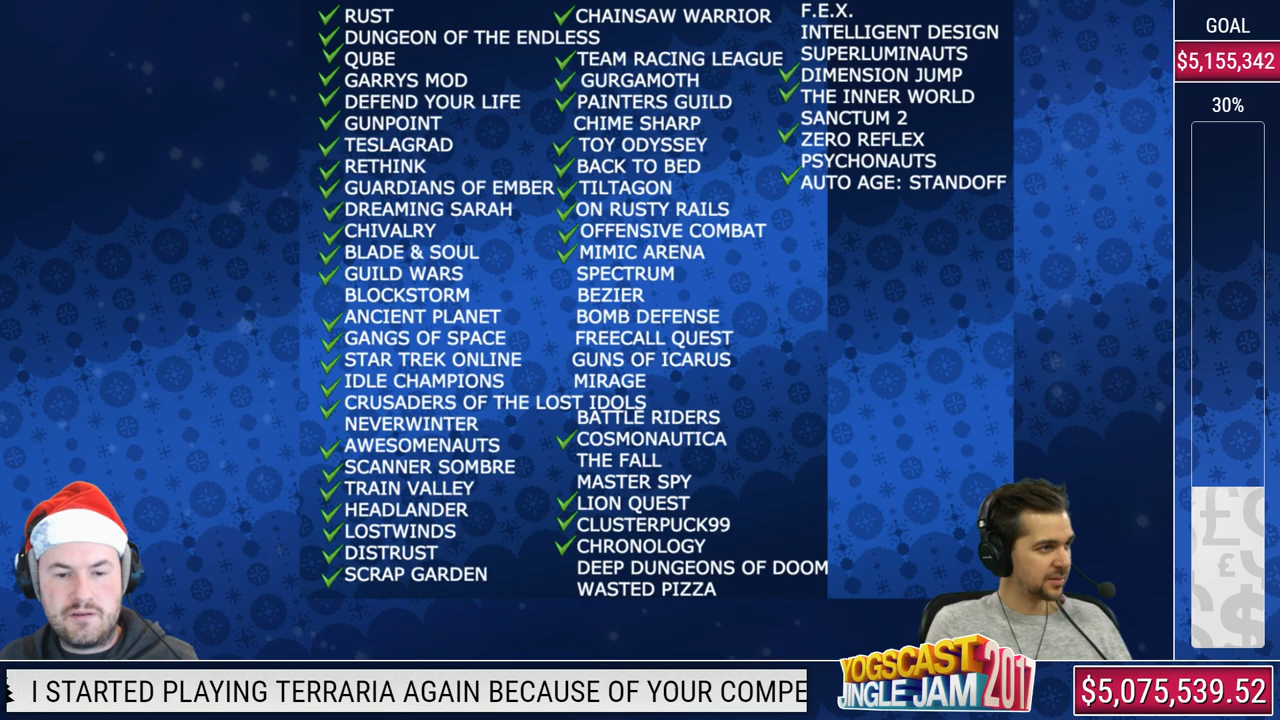 RUST
DUNGEON OF THE ENDLESS
QUBE
GARRYS MOD
DEFEND YOUR LIFE
GUNPOINT
TESLAGRAD
RETHINK
GUARDIANS OF EMBER
DREAMING SARAH
CHIVALRY
BLADE & SOUL
GUILD WARS
BLOCKSTORM
ANCIENT PLANET
GANGS OF SPACE
STAR TREK ONLINE
IDLE CHAMPIONS
CRUSADERS OF THE LOST IDOLS
NEVERWINTER
AWESOMENAUTS
SCANNER SOMBRE
TRAIN VALLEY
HEADLANDER
LOSTWINDS
DISTRUST
SCRAP GARDEN
CHAINSAW WARRIOR
TEAM RACING LEAGUE
GURGAMOTH
PAINTERS GUILD
CHIME SHARP
TOY ODYSSEY
BACK TO BED
TILTAGON
ON RUSTY RAILS
OFFENSIVE COMBAT
MIMIC ARENA
SPECTRUM
BEZIER
BOMB DEFENSE
FREECALL QUEST
GUNS OF ICARUS
MIRAGE
BATTLE RIDERS
COSMONAUTICA
THE FALL
MASTER SPY
LION QUEST
CLUSTERPUCK99
CHRONOLOGY
DEEP DUNGEONS OF DOOM
WASTED PIZZA
F.E.X.
INTELLIGENT DESIGN
SUPERLUMINAUTS
DIMENSION JUMP
THE INNER WORLD
SANCTUM 2
ZERO REFLEX
PSYCHONAUTS
AUTO AGE: STANDOFF
GOAL
$5,155,342
30%
I STARTED PLAYING TERRARIA AGAIN BECAUSE OF YOUR COMPE
YOGSCAST
JINGLE JAM 2017
$5,075,539.52